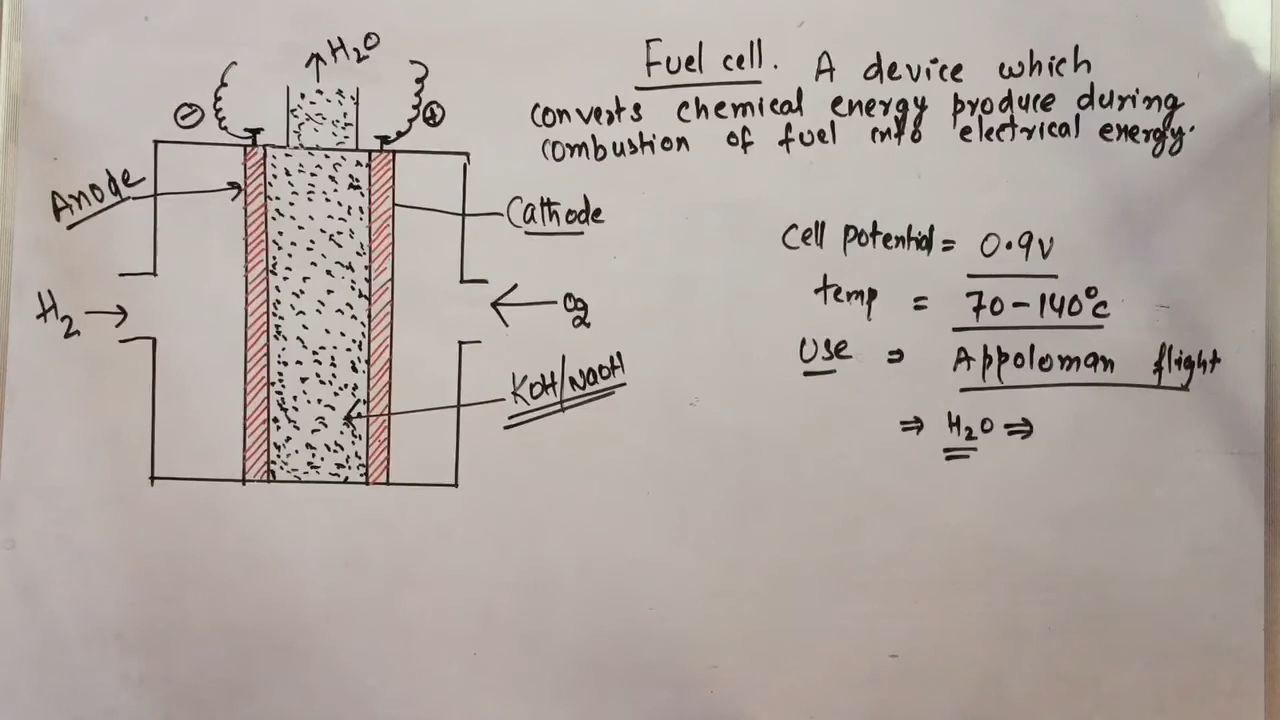 H₂O
Fuel cell. A device which
converts chemical energy produce during
combustion of fuel into electrical energy.
⊖
⊕
Anode
Cathode
Cell potential = 0.9V
H₂ →
← O₂
temp = 70-140°C
Use ⇒ Appoloman flight
KOH/NaOH
⇒ H₂O ⇒